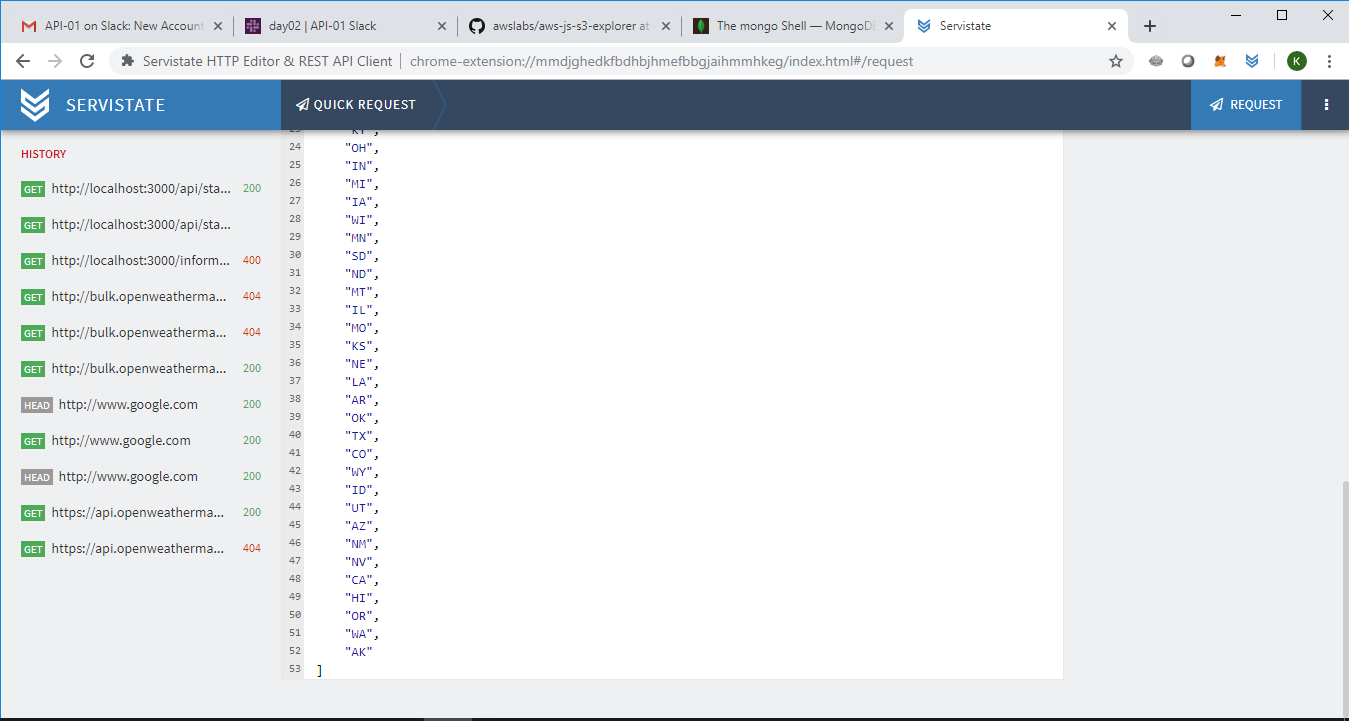 API-01 on Slack: New Account
day02 | API-01 Slack
awslabs/aws-js-s3-explorer at
The mongo Shell — MongoDB
Servistate
Servistate HTTP Editor & REST API Client | chrome-extension://mmdjghedkfbdhbjhmefbbgjaihmmhkeg/index.html#/request
K
SERVISTATE
QUICK REQUEST
REQUEST
HISTORY
GET http://localhost:3000/api/sta... 200
GET http://localhost:3000/api/sta...
GET http://localhost:3000/inform... 400
GET http://bulk.openweatherma... 404
GET http://bulk.openweatherma... 404
GET http://bulk.openweatherma... 200
HEAD http://www.google.com 200
GET http://www.google.com 200
HEAD http://www.google.com 200
GET https://api.openweatherma... 200
GET https://api.openweatherma... 404
23 "KY",
24 "OH",
25 "IN",
26 "MI",
27 "IA",
28 "WI",
29 "MN",
30 "SD",
31 "ND",
32 "MT",
33 "IL",
34 "MO",
35 "KS",
36 "NE",
37 "LA",
38 "AR",
39 "OK",
40 "TX",
41 "CO",
42 "WY",
43 "ID",
44 "UT",
45 "AZ",
46 "NM",
47 "NV",
48 "CA",
49 "HI",
50 "OR",
51 "WA",
52 "AK"
53 ]